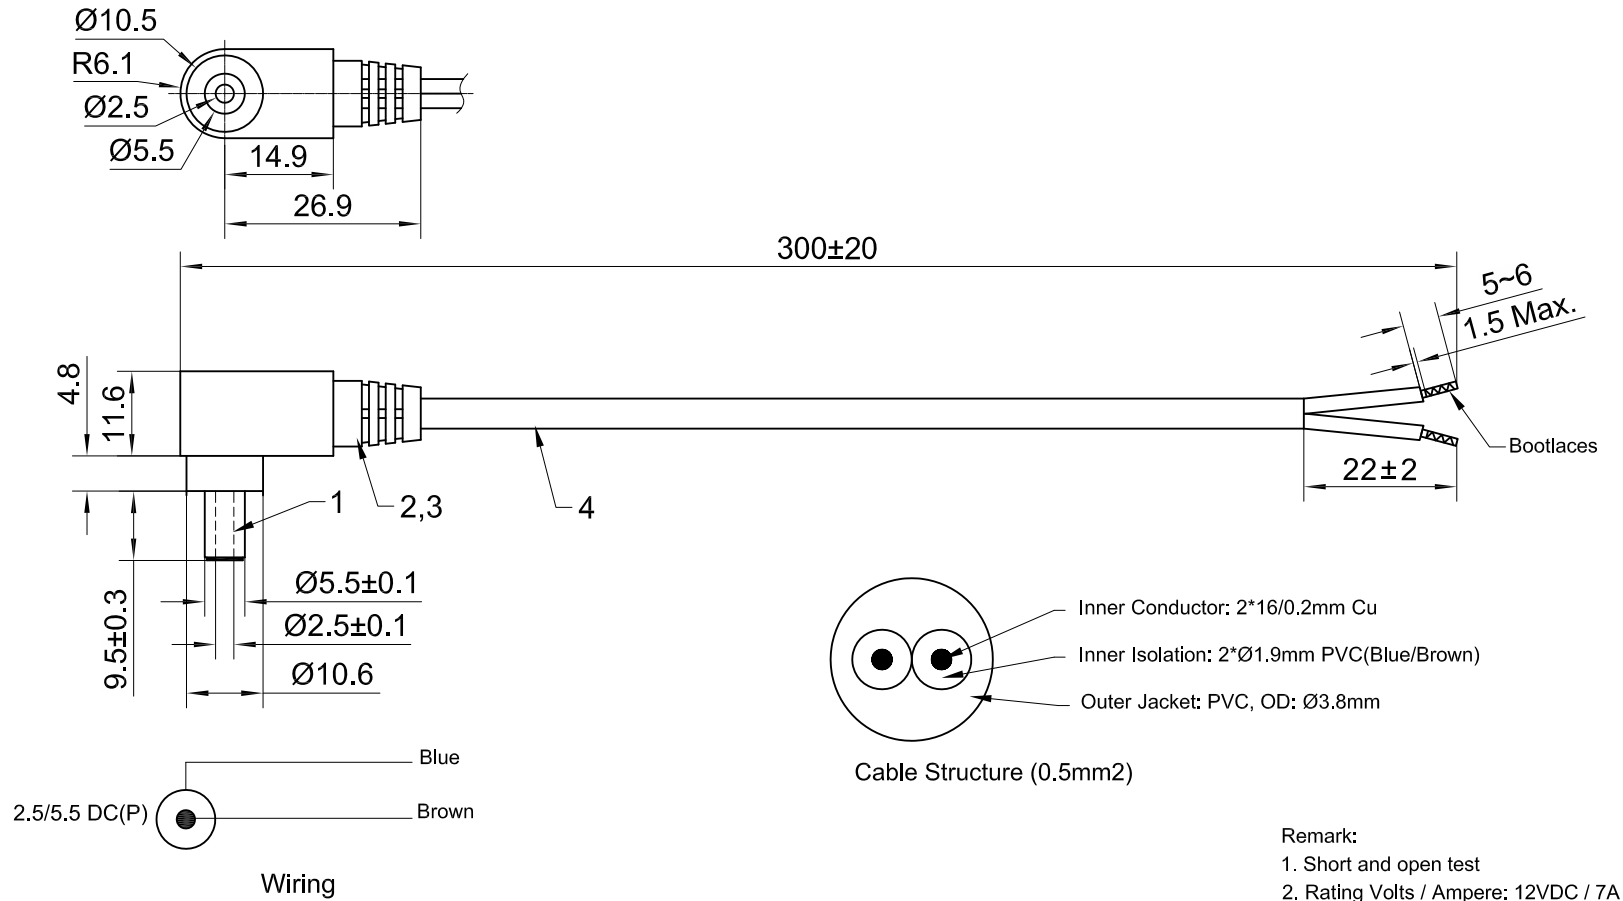 Ø10.5
R6.1
Ø2.5
Ø5.5
14.9
26.9
300±20
5~6
1.5 Max.
4.8
11.6
Bootlaces
22±2
1
2,3
4
9.5±0.3
Ø5.5±0.1
Ø2.5±0.1
Ø10.6
Inner Conductor: 2*16/0.2mm Cu
Inner Isolation: 2*Ø1.9mm PVC(Blue/Brown)
Outer Jacket: PVC, OD: Ø3.8mm
Cable Structure (0.5mm2)
Blue
2.5/5.5 DC(P)
Brown
Wiring
Remark:
1. Short and open test
2. Rating Volts / Ampere: 12VDC / 7A